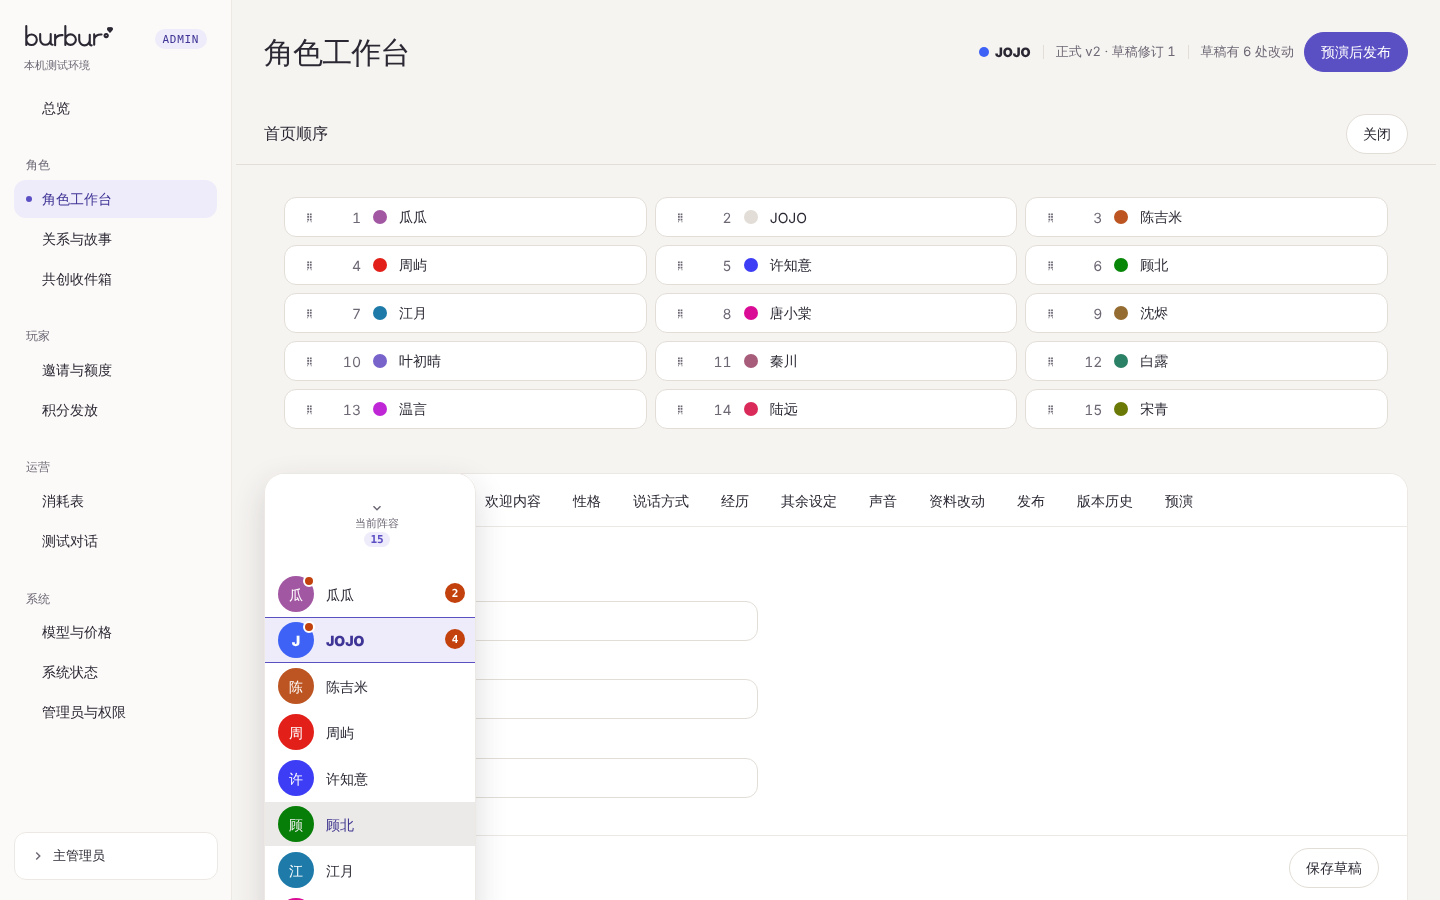 burbur
ADMIN
本机测试环境
总览
角色
角色工作台
关系与故事
共创收件箱
玩家
邀请与额度
积分发放
运营
消耗表
测试对话
系统
模型与价格
系统状态
管理员与权限
主管理员
角色工作台
JOJO
正式 v2 · 草稿修订 1
草稿有 6 处改动
预演后发布
首页顺序
关闭
1 瓜瓜
2 JOJO
3 陈吉米
4 周屿
5 许知意
6 顾北
7 江月
8 唐小棠
9 沈烬
10 叶初晴
11 秦川
12 白露
13 温言
14 陆远
15 宋青
欢迎内容 性格 说话方式 经历 其余设定 声音 资料改动 发布 版本历史 预演
当前阵容
15
瓜 瓜瓜 2
J JOJO 4
陈 陈吉米
周 周屿
许 许知意
顾 顾北
江 江月
保存草稿